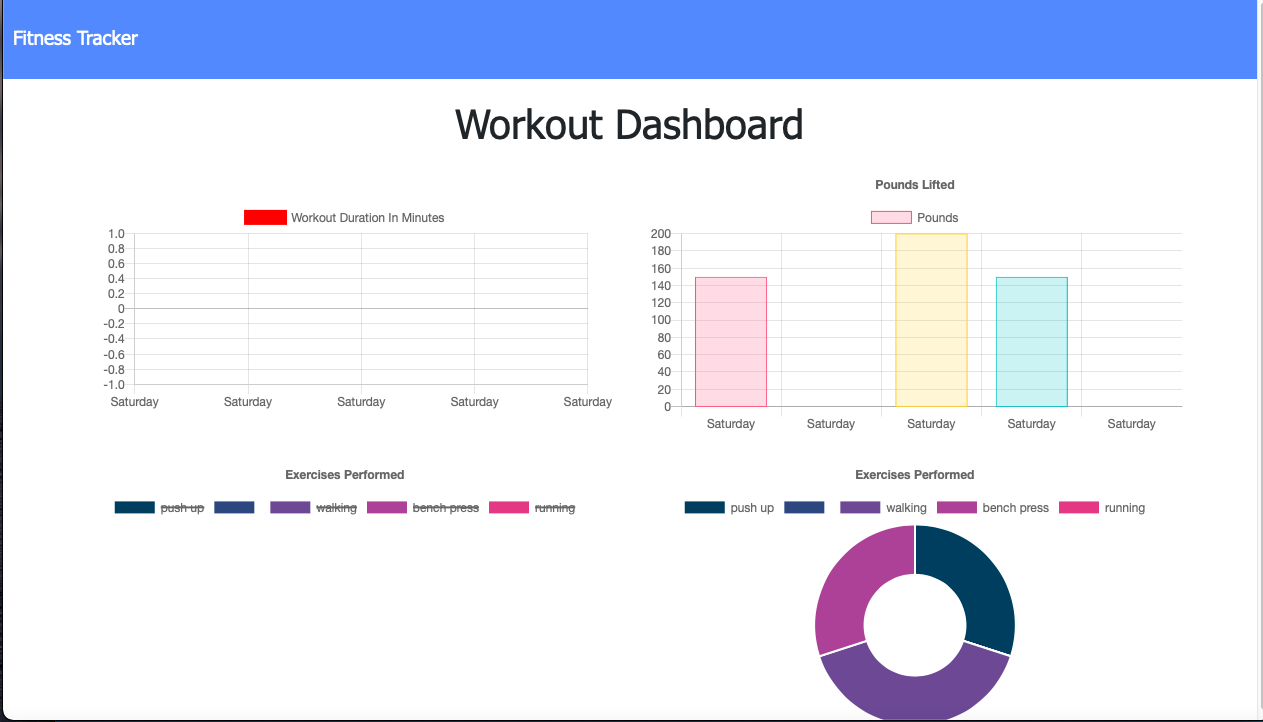 Fitness Tracker
Workout Dashboard
Workout Duration In Minutes
1.0
0.8
0.6
0.4
0.2
0
-0.2
-0.4
-0.6
-0.8
-1.0
Saturday Saturday Saturday Saturday Saturday
Pounds Lifted
Pounds
200
180
160
140
120
100
80
60
40
20
0
Saturday Saturday Saturday Saturday Saturday
Exercises Performed
push up walking bench press running
Exercises Performed
push up walking bench press running